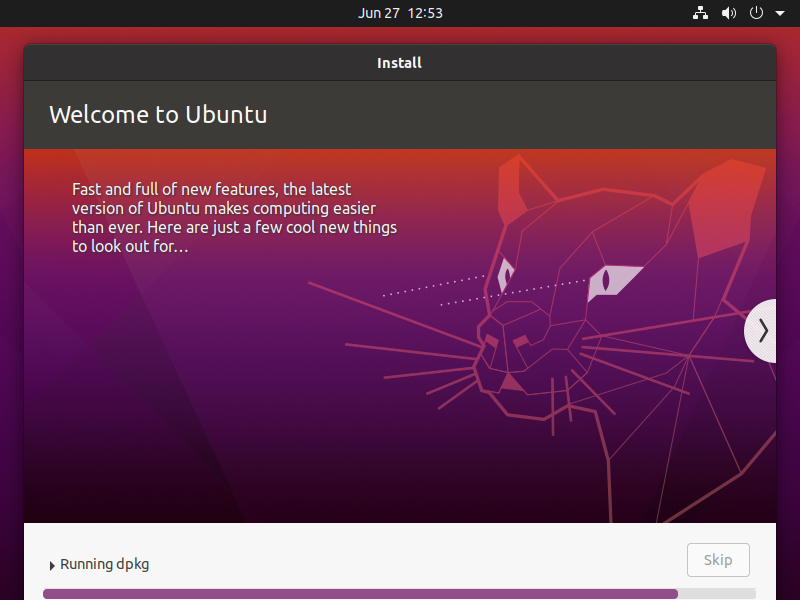 Jun 27 12:53
Install
Welcome to Ubuntu
Fast and full of new features, the latest
version of Ubuntu makes computing easier
than ever. Here are just a few cool new things
to look out for…
Running dpkg
Skip